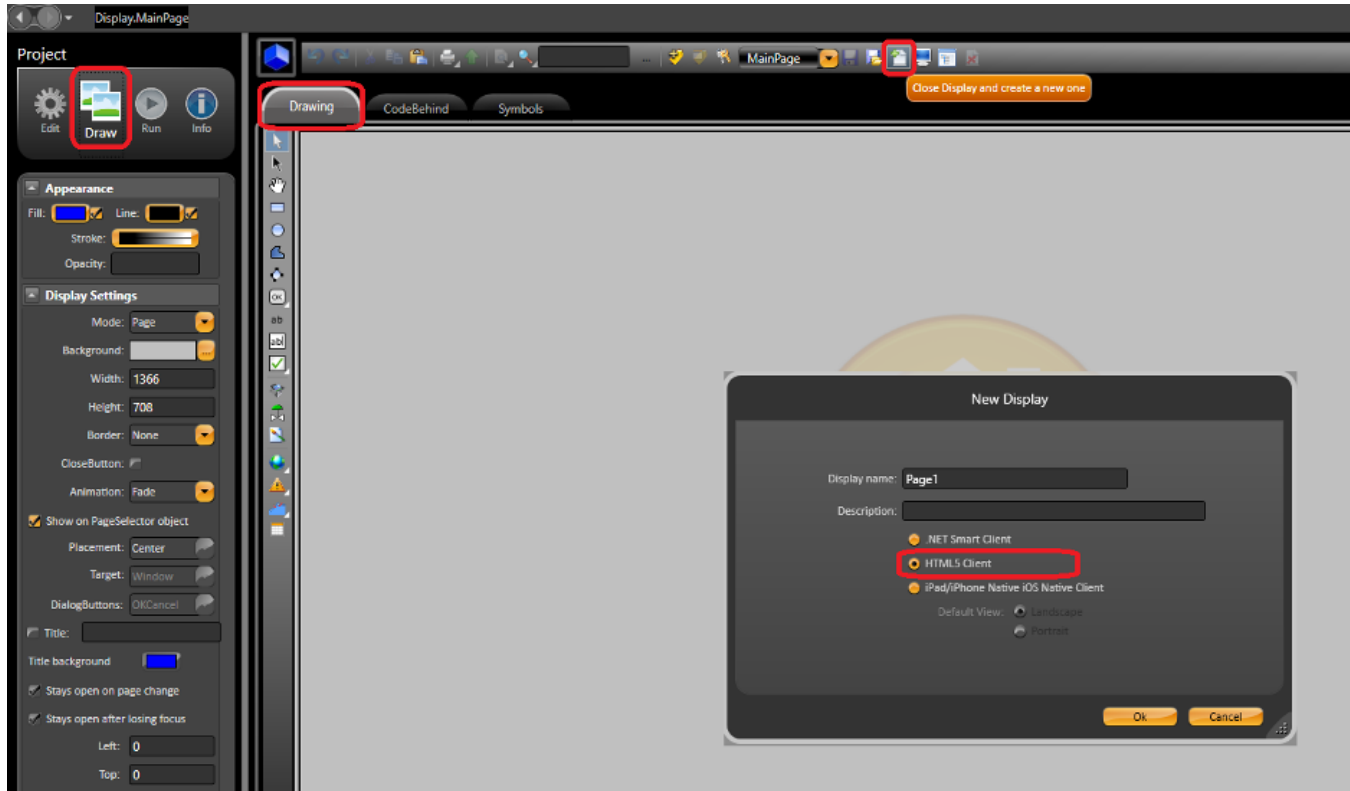 Display.MainPage
Project
Edit
Draw
Run
Info
MainPage
Close Display and create a new one
Drawing
CodeBehind
Symbols
Appearance
Fill:
Line:
Stroke:
Opacity:
Display Settings
Mode: Page
Background:
Width: 1366
Height: 708
Border: None
CloseButton:
Animation: Fade
Show on PageSelector object
Placement: Center
Target: Window
DialogButtons: OKCancel
Title:
Title background
Stays open on page change
Stays open after losing focus
Left: 0
Top: 0
OK
ab
ab
New Display
Display name: Page1
Description:
.NET Smart Client
HTML5 Client
iPad/iPhone Native iOS Native Client
Default View: Landscape
Portrait
Ok
Cancel